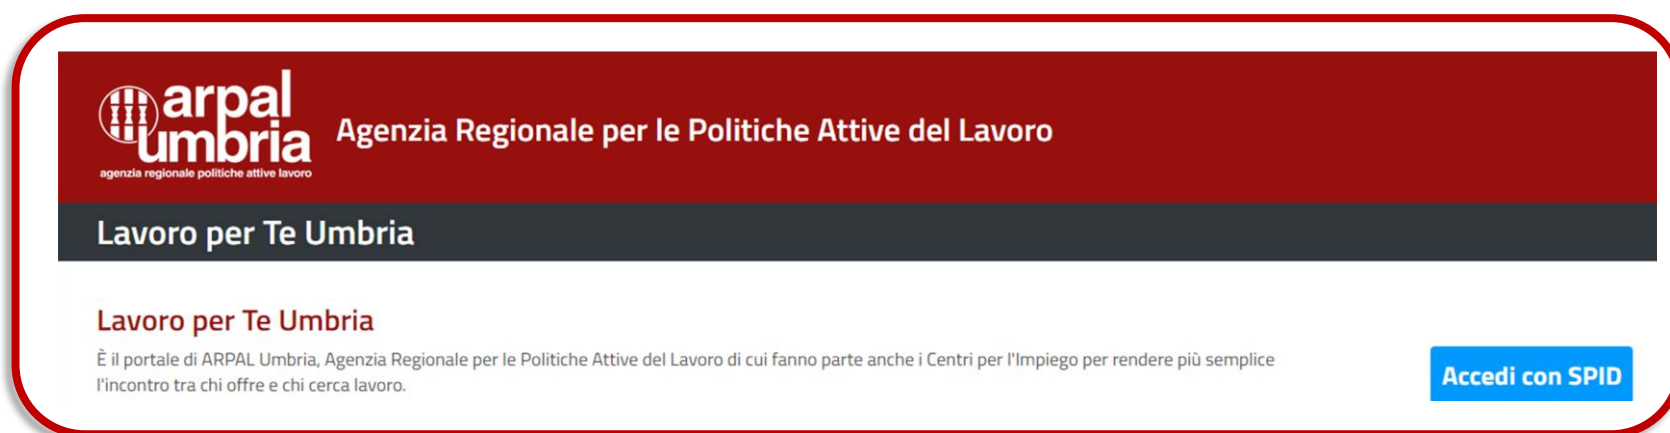 arpal
umbria
agenzia regionale politiche attive lavoro
Agenzia Regionale per le Politiche Attive del Lavoro
Lavoro per Te Umbria
Lavoro per Te Umbria
È il portale di ARPAL Umbria, Agenzia Regionale per le Politiche Attive del Lavoro di cui fanno parte anche i Centri per l'Impiego per rendere più semplice
l'incontro tra chi offre e chi cerca lavoro.
Accedi con SPID